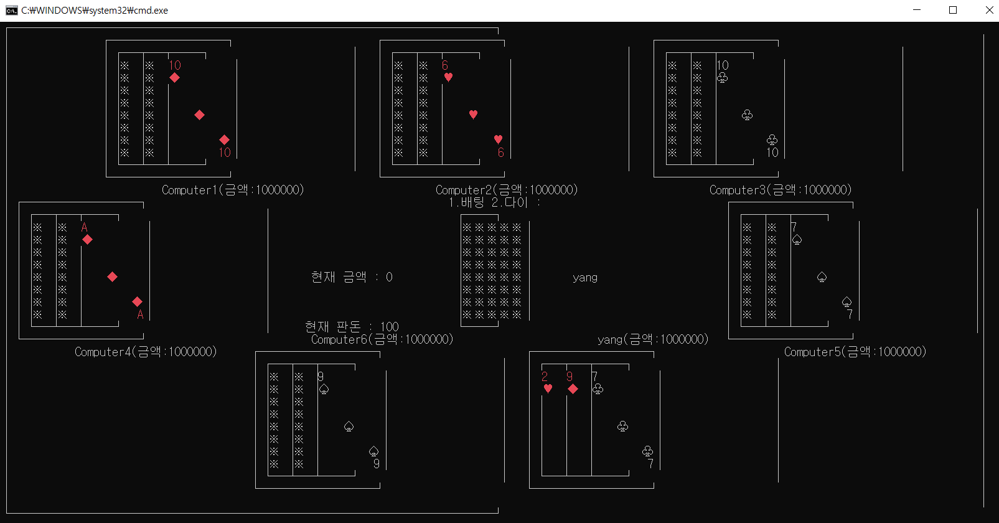 C:₩WINDOWS₩system32₩cmd.exe
10 6 10
10 6 10
Computer1(금액:1000000) Computer2(금액:1000000) Computer3(금액:1000000)
1.배팅 2.다이 :
A 7
현재 금액 : 0 yang
A 7
현재 판돈 : 100
Computer6(금액:1000000) yang(금액:1000000)
Computer4(금액:1000000) Computer5(금액:1000000)
9 2 9 7
9 7